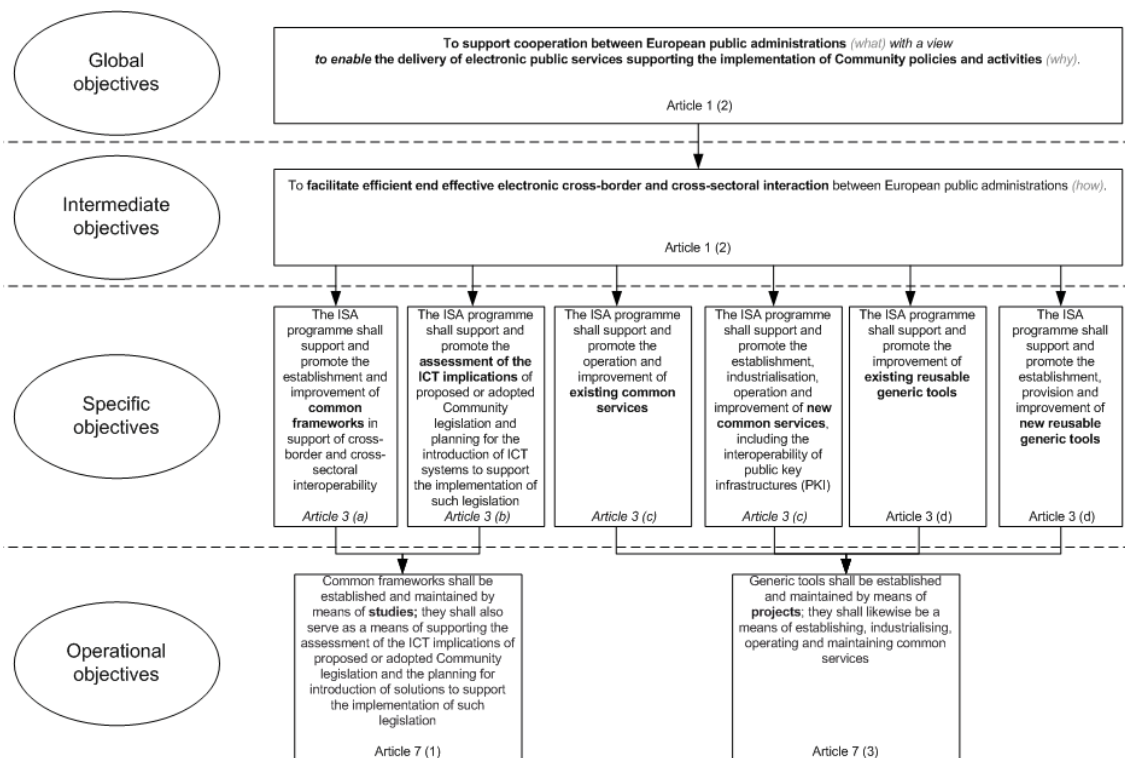 Global
objectives
To support cooperation between European public administrations (what) with a view
to enable the delivery of electronic public services supporting the implementation of Community policies and activities (why).
Article 1 (2)
Intermediate
objectives
To facilitate efficient end effective electronic cross-border and cross-sectoral interaction between European public administrations (how).
Article 1 (2)
Specific
objectives
The ISA
programme shall
support and
promote the
establishment and
improvement of
common
frameworks in
support of cross-
border and cross-
sectoral
interoperability
Article 3 (a)
The ISA programme
shall support and
promote the
assessment of the
ICT implications of
proposed or adopted
Community
legislation and
planning for the
introduction of ICT
systems to support
the implementation of
such legislation
Article 3 (b)
The ISA programme
shall support and
promote the
operation and
improvement of
existing common
services
Article 3 (c)
The ISA programme
shall support and
promote the
establishment,
industrialisation,
operation and
improvement of new
common services,
including the
interoperability of
public key
infrastructures (PKI)
Article 3 (c)
The ISA programme
shall support and
promote the
improvement of
existing reusable
generic tools
Article 3 (d)
The ISA
programme shall
support and
promote the
establishment,
provision and
improvement of
new reusable
generic tools
Article 3 (d)
Operational
objectives
Common frameworks shall be
established and maintained by
means of studies; they shall also
serve as a means of supporting the
assessment of the ICT implications of
proposed or adopted Community
legislation and the planning for
introduction of solutions to support
the implementation of such
legislation
Article 7 (1)
Generic tools shall be established
and maintained by means of
projects; they shall likewise be a
means of establishing, industrialising,
operating and maintaining common
services
Article 7 (3)